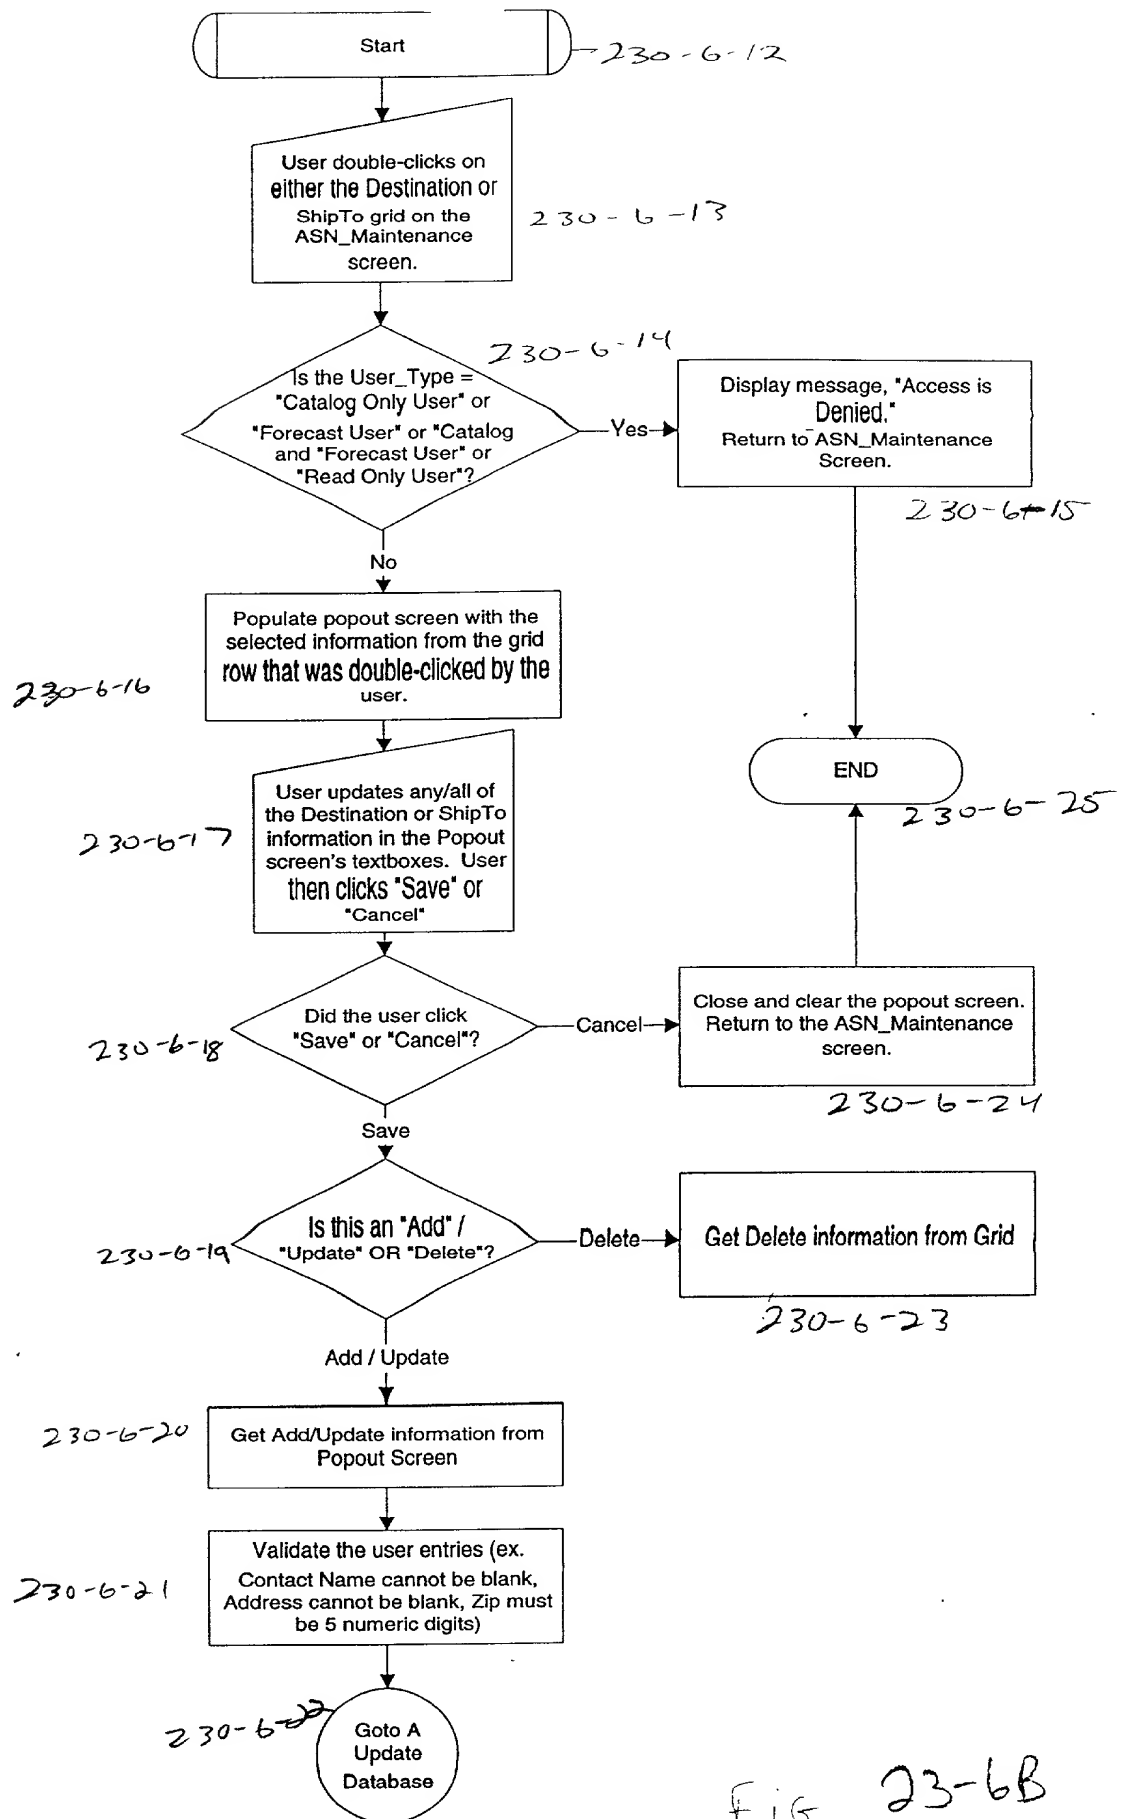 Start
230-6-12
User double-clicks on
either the Destination or
ShipTo grid on the
ASN_Maintenance
screen.
230-6-13
230-6-14
Is the User_Type =
"Catalog Only User" or
"Forecast User" or "Catalog
and "Forecast User" or
"Read Only User"?
Yes
Display message, "Access is
Denied."
Return to ASN_Maintenance
Screen.
230-6-15
No
Populate popout screen with the
selected information from the grid
row that was double-clicked by the
user.
230-6-16
END
230-6-25
User updates any/all of
the Destination or ShipTo
information in the Popout
screen's textboxes. User
then clicks "Save" or
"Cancel"
230-6-17
Did the user click
"Save" or "Cancel"?
230-6-18
Cancel
Close and clear the popout screen.
Return to the ASN_Maintenance
screen.
230-6-24
Save
Is this an "Add" /
"Update" OR "Delete"?
230-6-19
Delete
Get Delete information from Grid
230-6-23
Add / Update
230-6-20
Get Add/Update information from
Popout Screen
Validate the user entries (ex.
Contact Name cannot be blank,
Address cannot be blank, Zip must
be 5 numeric digits)
230-6-21
230-6-22
Goto A
Update
Database
FIG 23-6B